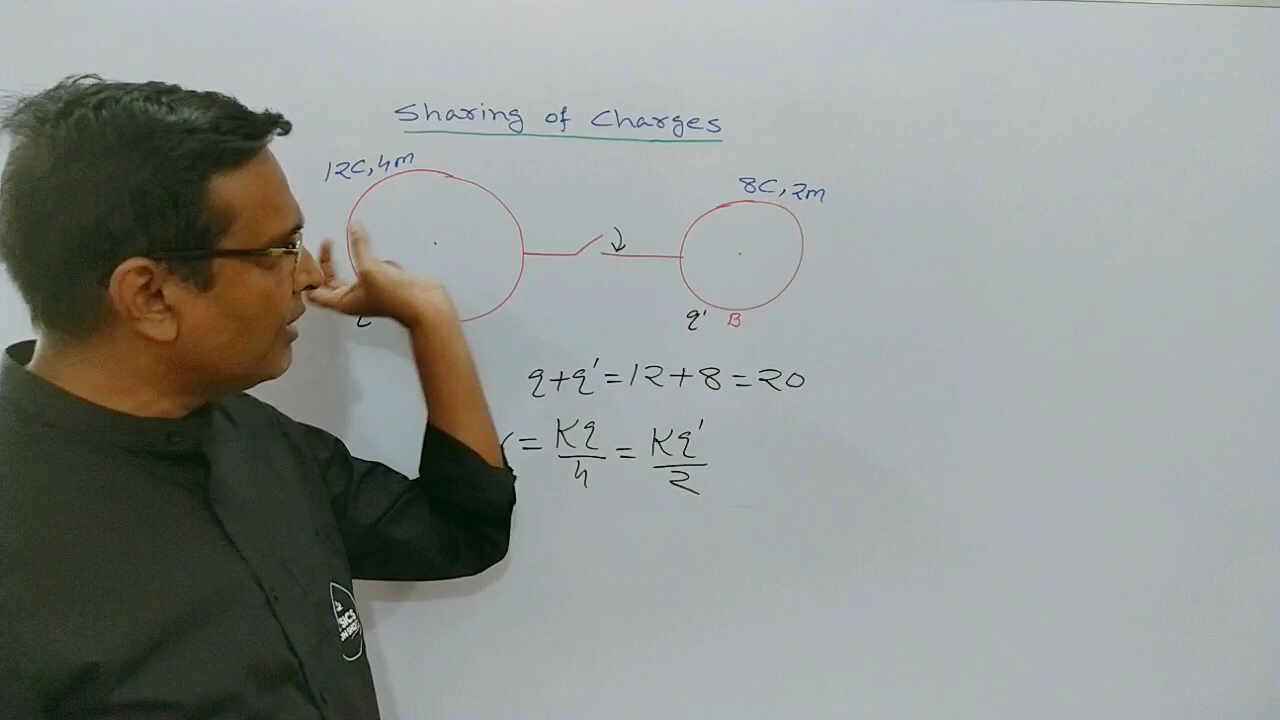 Sharing of Charges
12C, 4m
8C, 2m
q' B
q+q'=12+8=20
= Kq/4 = Kq'/2